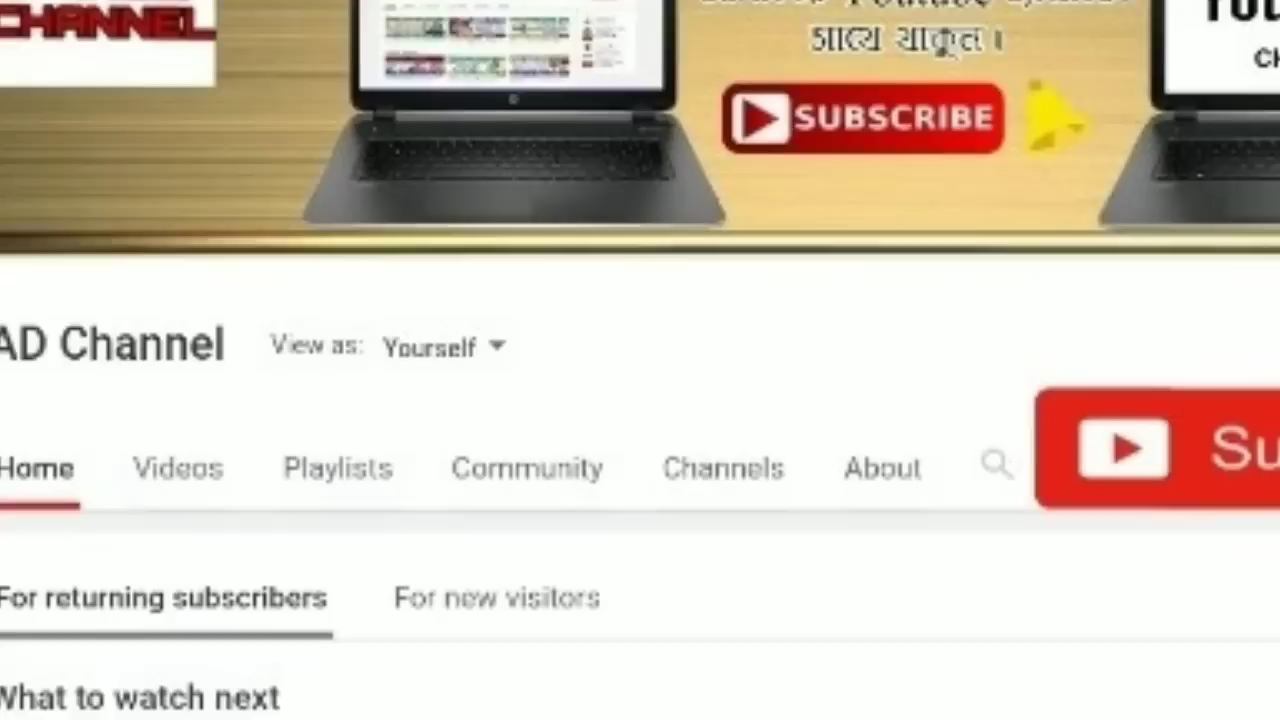 CHANNEL
সাথে থাকুন।
SUBSCRIBE
AD Channel
View as: Yourself
Home Videos Playlists Community Channels About
For returning subscribers For new visitors
What to watch next